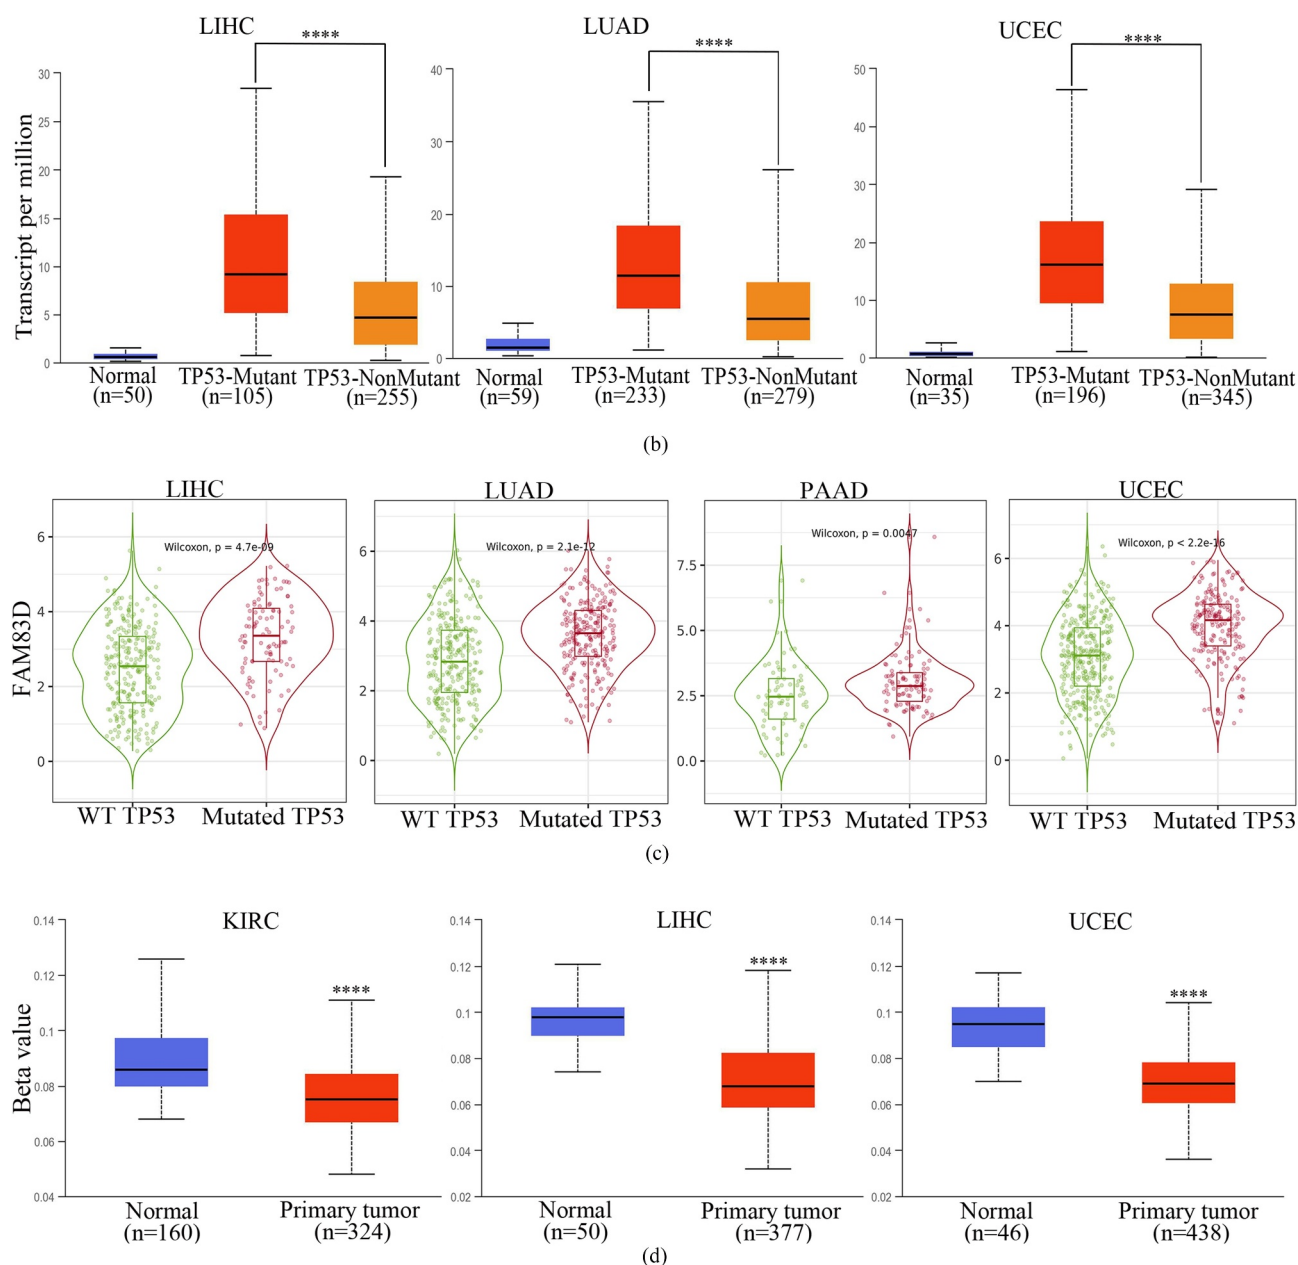 LIHC
LUAD
UCEC
****
****
****
Transcript per million
30
25
20
15
10
5
0
40
30
20
10
0
50
40
30
20
10
0
Normal
(n=50)
TP53-Mutant
(n=105)
TP53-NonMutant
(n=255)
Normal
(n=59)
TP53-Mutant
(n=233)
TP53-NonMutant
(n=279)
Normal
(n=35)
TP53-Mutant
(n=196)
TP53-NonMutant
(n=345)
(b)
LIHC
LUAD
PAAD
UCEC
FAM83D
6
4
2
0
Wilcoxon, p = 4.7e-09
WT TP53
Mutated TP53
6
4
2
0
Wilcoxon, p = 2.1e-12
WT TP53
Mutated TP53
7.5
5.0
2.5
0.0
Wilcoxon, p = 0.0047
WT TP53
Mutated TP53
6
4
2
0
Wilcoxon, p < 2.2e-16
WT TP53
Mutated TP53
(c)
KIRC
LIHC
UCEC
Beta value
0.14
0.12
0.1
0.08
0.06
0.04
****
Normal
(n=160)
Primary tumor
(n=324)
0.14
0.12
0.1
0.08
0.06
0.04
0.02
****
Normal
(n=50)
Primary tumor
(n=377)
0.14
0.12
0.1
0.08
0.06
0.04
0.02
****
Normal
(n=46)
Primary tumor
(n=438)
(d)